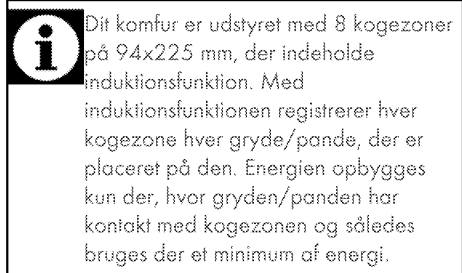 Dit komfur er udstyret med 8 kogezoner
på 94x225 mm, der indeholde
induktionsfunktion. Med
induktionsfunktionen registrerer hver
kogezone hver gryde/pande, der er
placeret på den. Energien opbygges
kun der, hvor gryden/panden har
kontakt med kogezonen og således
bruges der et minimum af energi.